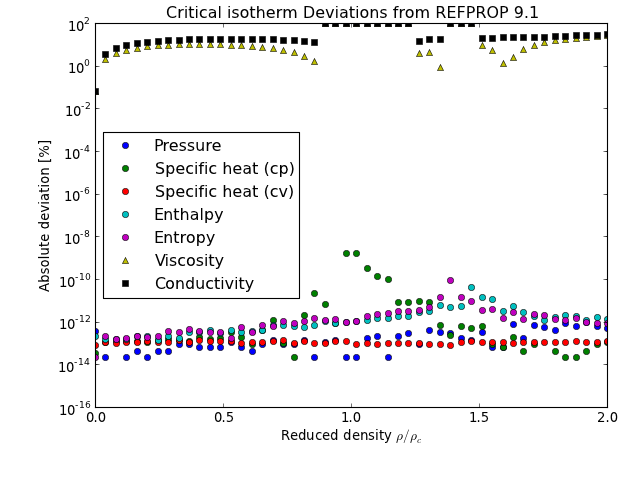 Critical isotherm Deviations from REFPROP 9.1
Absolute deviation [%]
10^2
10^0
10^-2
10^-4
10^-6
10^-8
10^-10
10^-12
10^-14
10^-16
Pressure
Specific heat (cp)
Specific heat (cv)
Enthalpy
Entropy
Viscosity
Conductivity
0.0 0.5 1.0 1.5 2.0
Reduced density ρ/ρ_c